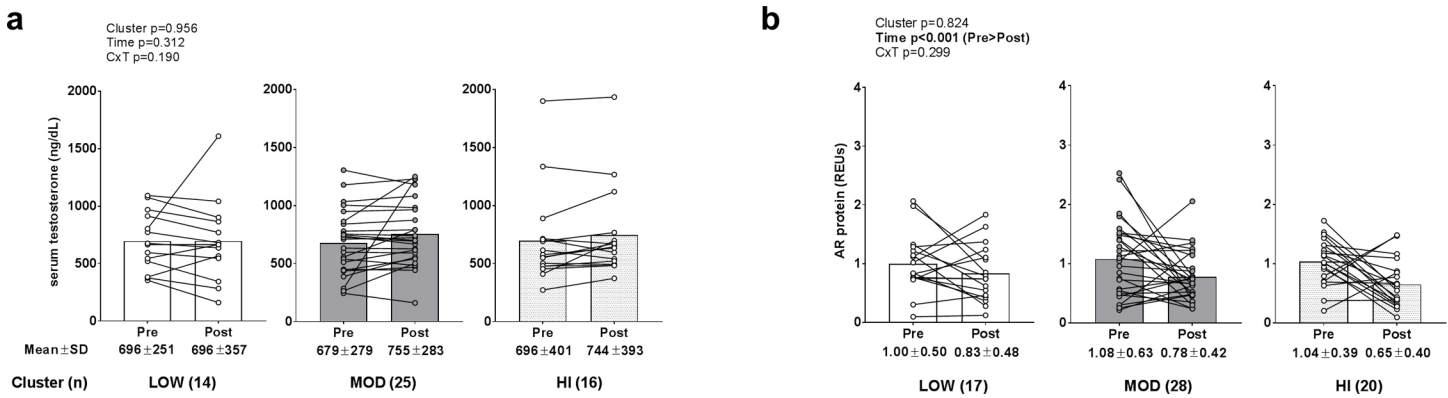 a
Cluster p=0.956
Time p=0.312
CxT p=0.190
serum testosterone (ng/dL)
2000
1500
1000
500
0
Pre Post
2000
1500
1000
500
0
Pre Post
2000
1500
1000
500
0
Pre Post
Mean±SD 696±251 696±357 679±279 755±283 696±401 744±393
Cluster (n) LOW (14) MOD (25) HI (16)
b
Cluster p=0.824
Time p<0.001 (Pre>Post)
CxT p=0.299
AR protein (REUs)
4
3
2
1
0
Pre Post
4
3
2
1
0
Pre Post
4
3
2
1
0
Pre Post
1.00±0.50 0.83±0.48 1.08±0.63 0.78±0.42 1.04±0.39 0.65±0.40
LOW (17) MOD (28) HI (20)